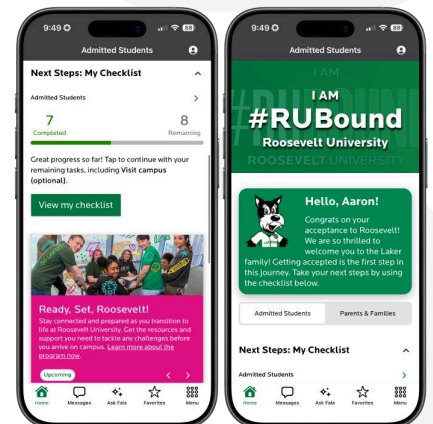 9:49
88
Admitted Students
Next Steps: My Checklist
Admitted Students
7
8
Completed
Remaining
Great progress so far! Tap to continue with your
remaining tasks, including Visit campus
(optional).
View my checklist
Ready, Set, Roosevelt!
Stay connected and prepared as you transition to
life at Roosevelt University. Get the resources and
support you need to tackle any challenges before
you arrive on campus. Learn more about the
program now.
Upcoming
Home
Messages
Ask Fala
Favorites
Menu
9:49
88
Admitted Students
I AM
I AM
#RUBound
Roosevelt University
ROOSEVELT UNIVERSITY
Hello, Aaron!
Congrats on your
acceptance to Roosevelt!
We are so thrilled to
welcome you to the Laker
family! Getting accepted is the first step in
this journey. Take your next steps by using
the checklist below.
Admitted Students
Parents & Families
Next Steps: My Checklist
Admitted Students
Home
Messages
Ask Fala
Favorites
Menu